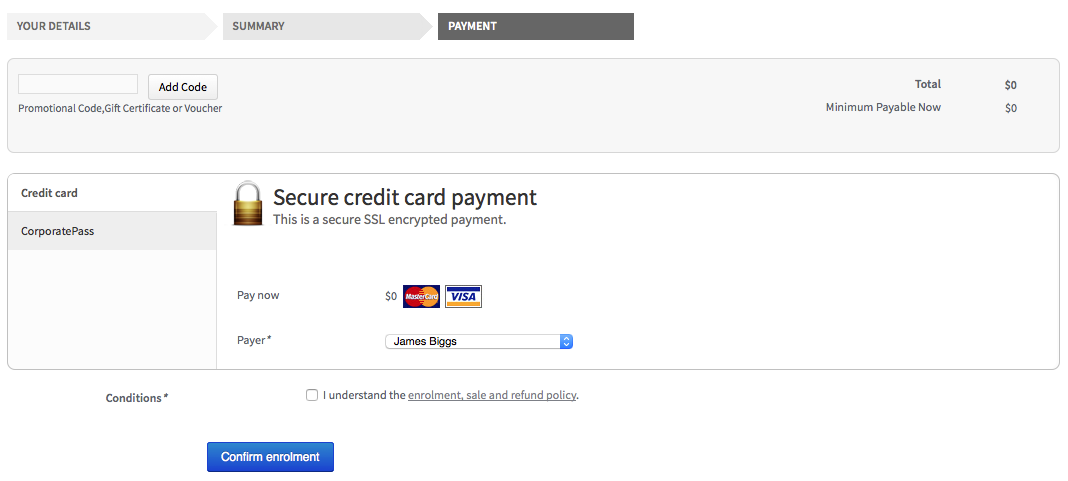 YOUR DETAILS SUMMARY PAYMENT
Add Code
Promotional Code,Gift Certificate or Voucher
Total $0
Minimum Payable Now $0
Credit card
CorporatePass
Secure credit card payment
This is a secure SSL encrypted payment.
Pay now $0 MasterCard VISA
Payer* James Biggs
Conditions* I understand the enrolment, sale and refund policy.
Confirm enrolment